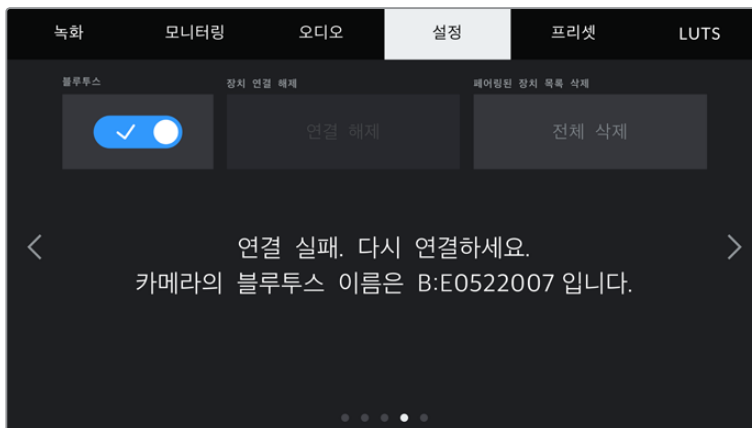 녹화 모니터링 오디오 설정 프리셋 LUTS
블루투스 장치 연결 해제 페어링된 장치 목록 삭제
연결 해제 전체 삭제
연결 실패. 다시 연결하세요.
카메라의 블루투스 이름은 B:E0522007 입니다.